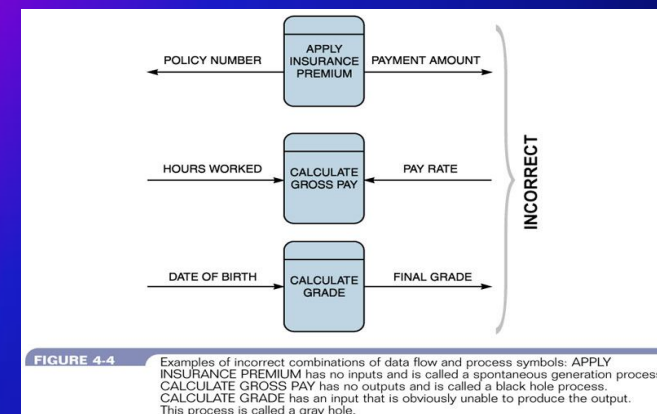 POLICY NUMBER
APPLY
INSURANCE
PREMIUM
PAYMENT AMOUNT
HOURS WORKED
CALCULATE
GROSS PAY
PAY RATE
DATE OF BIRTH
CALCULATE
GRADE
FINAL GRADE
INCORRECT
FIGURE 4-4
Examples of incorrect combinations of data flow and process symbols: APPLY
INSURANCE PREMIUM has no inputs and is called a spontaneous generation process
CALCULATE GROSS PAY has no outputs and is called a black hole process.
CALCULATE GRADE has an input that is obviously unable to produce the output.
This process is called a gray hole.